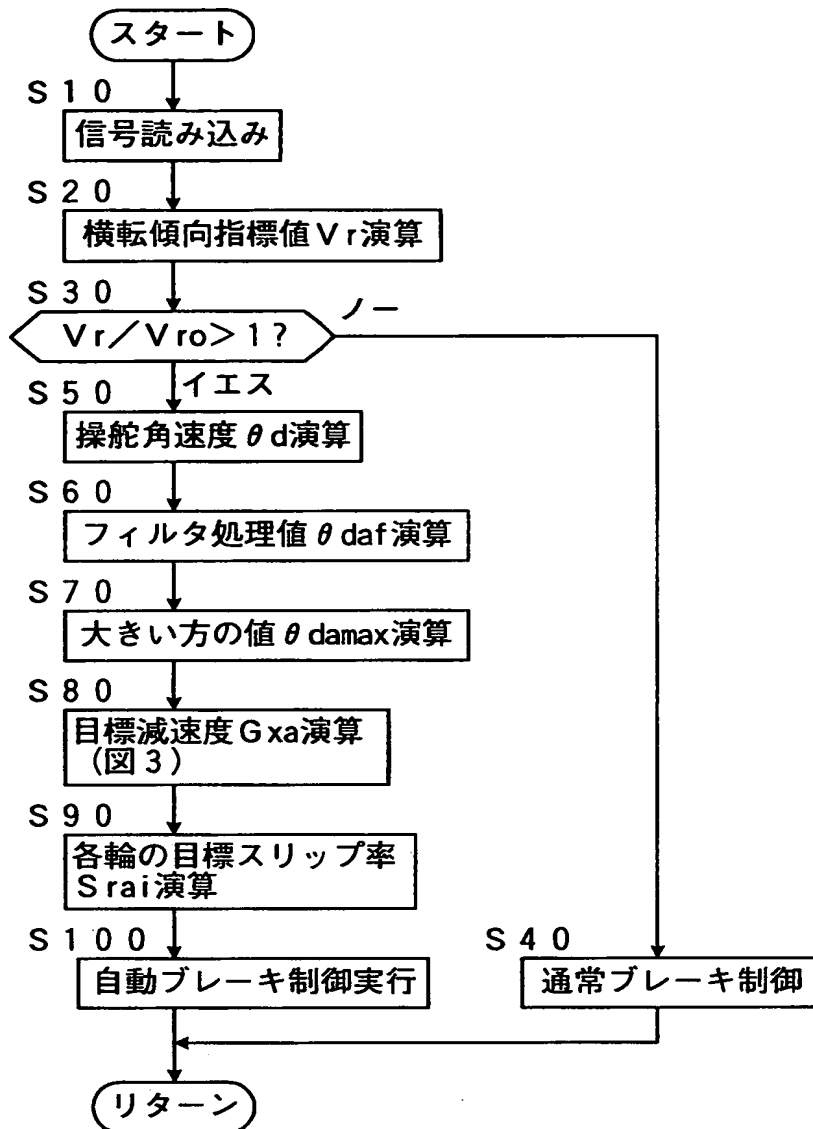 スタート
S10
信号読み込み
S20
横転傾向指標値Vr演算
S30
Vr/Vro>1?
ノー
イエス
S50
操舵角速度θd演算
S60
フィルタ処理値θdaf演算
S70
大きい方の値θdamax演算
S80
目標減速度Gxa演算
(図3)
S90
各輪の目標スリップ率
Srai演算
S100
自動ブレーキ制御実行
S40
通常ブレーキ制御
リターン